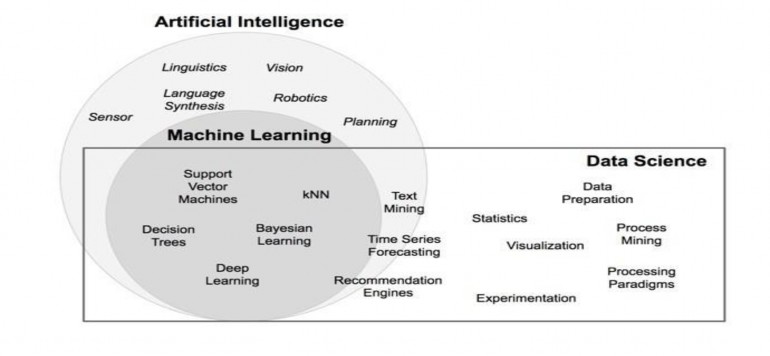 Artificial Intelligence
Linguistics
Vision
Language
Synthesis
Robotics
Sensor
Planning
Machine Learning
Data Science
Support
Vector
Machines
kNN
Text
Mining
Data
Preparation
Statistics
Decision
Trees
Bayesian
Learning
Time Series
Forecasting
Visualization
Process
Mining
Deep
Learning
Recommendation
Engines
Experimentation
Processing
Paradigms